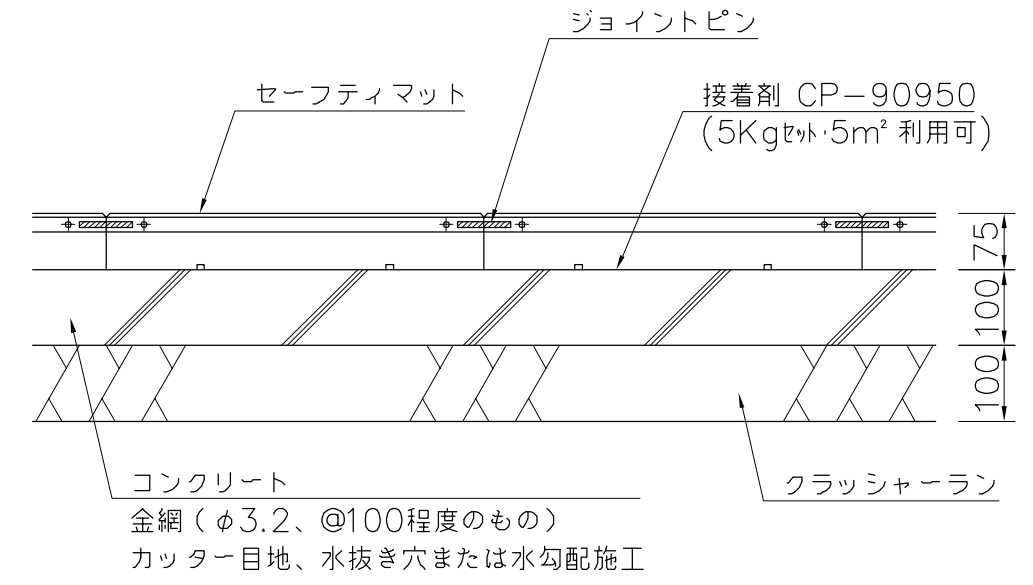 ジョイントピン
セーフティマット
接着剤 CP－90950
(5Kgｾｯﾄ・5m² 利用可)
75
100
100
コンクリート
クラッシャーラン
金網（φ3.2、@100程度のもの）
カッター目地、水抜き穴または水勾配施工